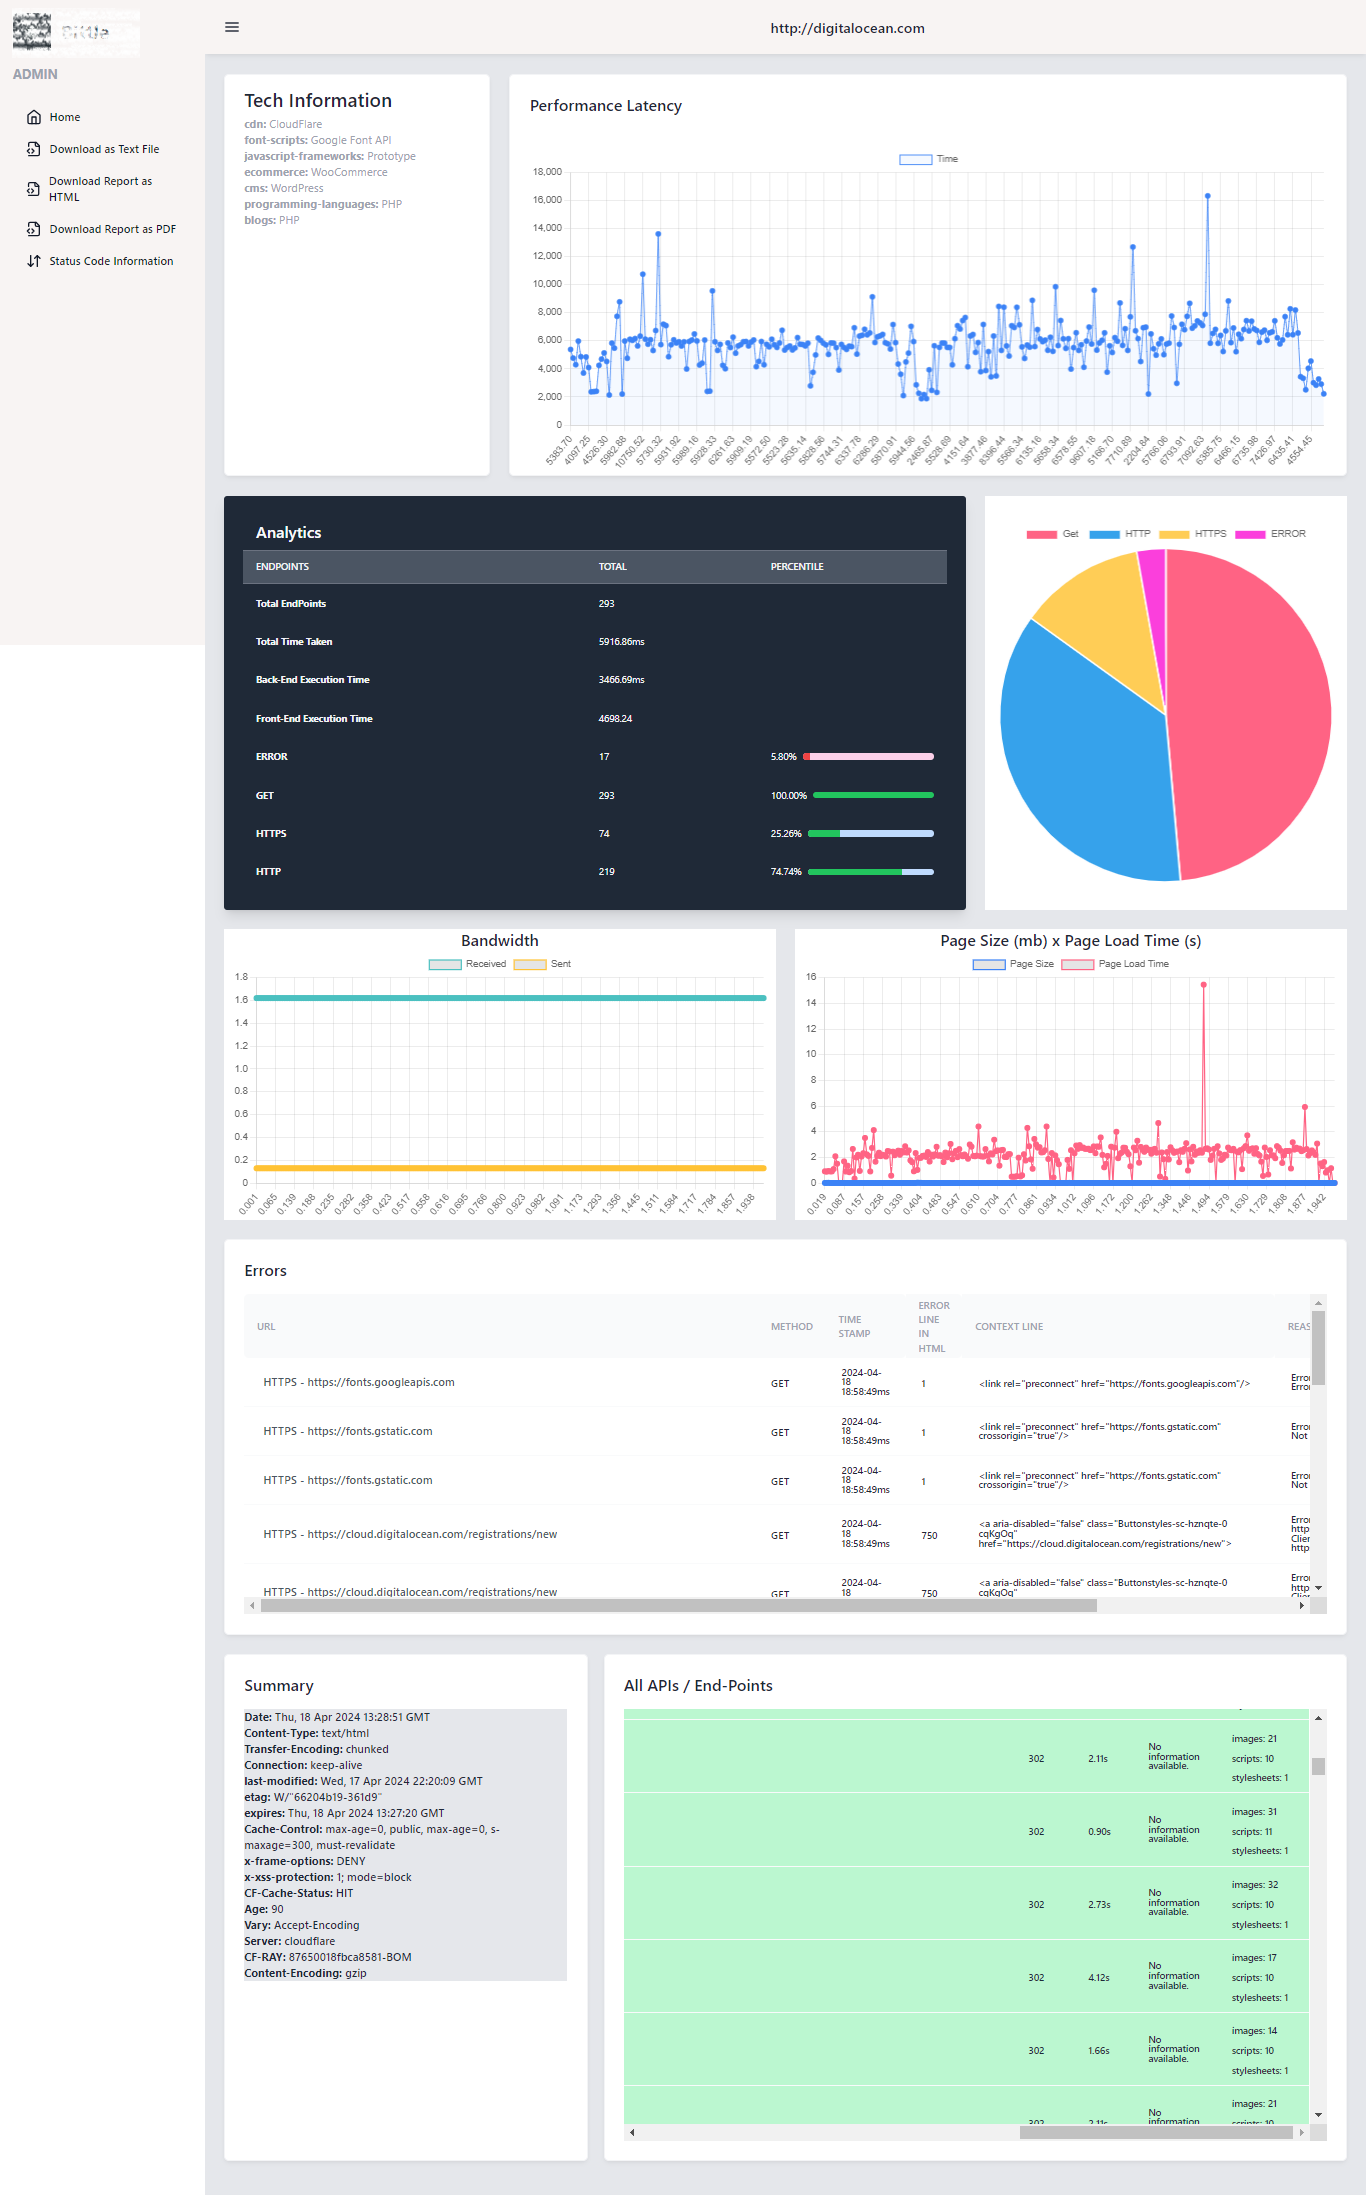 http://digitalocean.com
ADMIN
Home
Download as Text File
Download Report as
HTML
Download Report as PDF
Status Code Information
Tech Information
cdn: CloudFlare
font-scripts: Google Font API
javascript-frameworks: Prototype
ecommerce: WooCommerce
cms: WordPress
programming-languages: PHP
blogs: PHP
Performance Latency
Time
18,000
16,000
14,000
12,000
10,000
8,000
6,000
4,000
2,000
0
5383.70 4097.25 4526.30 5982.88 10750.52 5730.32 5931.92 5989.16 5928.33 6261.63 5909.19 5572.50 5523.28 5635.14 5828.56 5744.31 6337.78 6286.29 5870.91 5944.56 2465.87 5528.69 4151.64 3877.46 8396.44 5566.34 6135.16 5658.34 6578.55 9607.18 5166.70 7710.89 2204.84 5766.06 6793.91 7092.63 6385.75 6466.15 6735.98 7426.97 6435.41 4554.45
Analytics
ENDPOINTS TOTAL PERCENTILE
Total EndPoints 293
Total Time Taken 5916.86ms
Back-End Execution Time 3466.69ms
Front-End Execution Time 4698.24
ERROR 17 5.80%
GET 293 100.00%
HTTPS 74 25.26%
HTTP 219 74.74%
Get HTTP HTTPS ERROR
Bandwidth
Received Sent
1.8
1.6
1.4
1.2
1.0
0.8
0.6
0.4
0.2
0
0.001 0.065 0.139 0.188 0.235 0.282 0.358 0.423 0.517 0.558 0.616 0.695 0.766 0.800 0.923 0.982 1.091 1.173 1.293 1.356 1.445 1.511 1.584 1.717 1.784 1.857 1.938
Page Size (mb) x Page Load Time (s)
Page Size Page Load Time
16
14
12
10
8
6
4
2
0
0.019 0.087 0.157 0.258 0.339 0.404 0.483 0.547 0.610 0.704 0.777 0.861 0.934 1.012 1.096 1.172 1.200 1.262 1.348 1.446 1.494 1.579 1.630 1.729 1.808 1.877 1.942
Errors
URL METHOD TIME STAMP ERROR LINE IN HTML CONTEXT LINE REAS
HTTPS - https://fonts.googleapis.com GET 2024-04-18 18:58:49ms 1 <link rel="preconnect" href="https://fonts.googleapis.com"/> Erro Erro
HTTPS - https://fonts.gstatic.com GET 2024-04-18 18:58:49ms 1 <link rel="preconnect" href="https://fonts.gstatic.com" crossorigin="true"/> Erro Not
HTTPS - https://fonts.gstatic.com GET 2024-04-18 18:58:49ms 1 <link rel="preconnect" href="https://fonts.gstatic.com" crossorigin="true"/> Erro Not
HTTPS - https://cloud.digitalocean.com/registrations/new GET 2024-04-18 18:58:49ms 750 <a aria-disabled="false" class="Buttonstyles-sc-hznqte-0 cqKgOq" href="https://cloud.digitalocean.com/registrations/new"> Erro http Clie http
HTTPS - https://cloud.digitalocean.com/registrations/new GET 2024-04-18 750 <a aria-disabled="false" class="Buttonstyles-sc-hznqte-0 cqKgOq" Erro http
Summary
Date: Thu, 18 Apr 2024 13:28:51 GMT
Content-Type: text/html
Transfer-Encoding: chunked
Connection: keep-alive
last-modified: Wed, 17 Apr 2024 22:20:09 GMT
etag: W/"66204b19-361d9"
expires: Thu, 18 Apr 2024 13:27:20 GMT
Cache-Control: max-age=0, public, max-age=0, s-
maxage=300, must-revalidate
x-frame-options: DENY
x-xss-protection: 1; mode=block
CF-Cache-Status: HIT
Age: 90
Vary: Accept-Encoding
Server: cloudflare
CF-RAY: 87650018fbca8581-BOM
Content-Encoding: gzip
All APIs / End-Points
302 2.11s No information available. images: 21 scripts: 10 stylesheets: 1
302 0.90s No information available. images: 31 scripts: 11 stylesheets: 1
302 2.73s No information available. images: 32 scripts: 10 stylesheets: 1
302 4.12s No information available. images: 17 scripts: 10 stylesheets: 1
302 1.66s No information available. images: 14 scripts: 10 stylesheets: 1
302 2.11s No information images: 21 scripts: 10